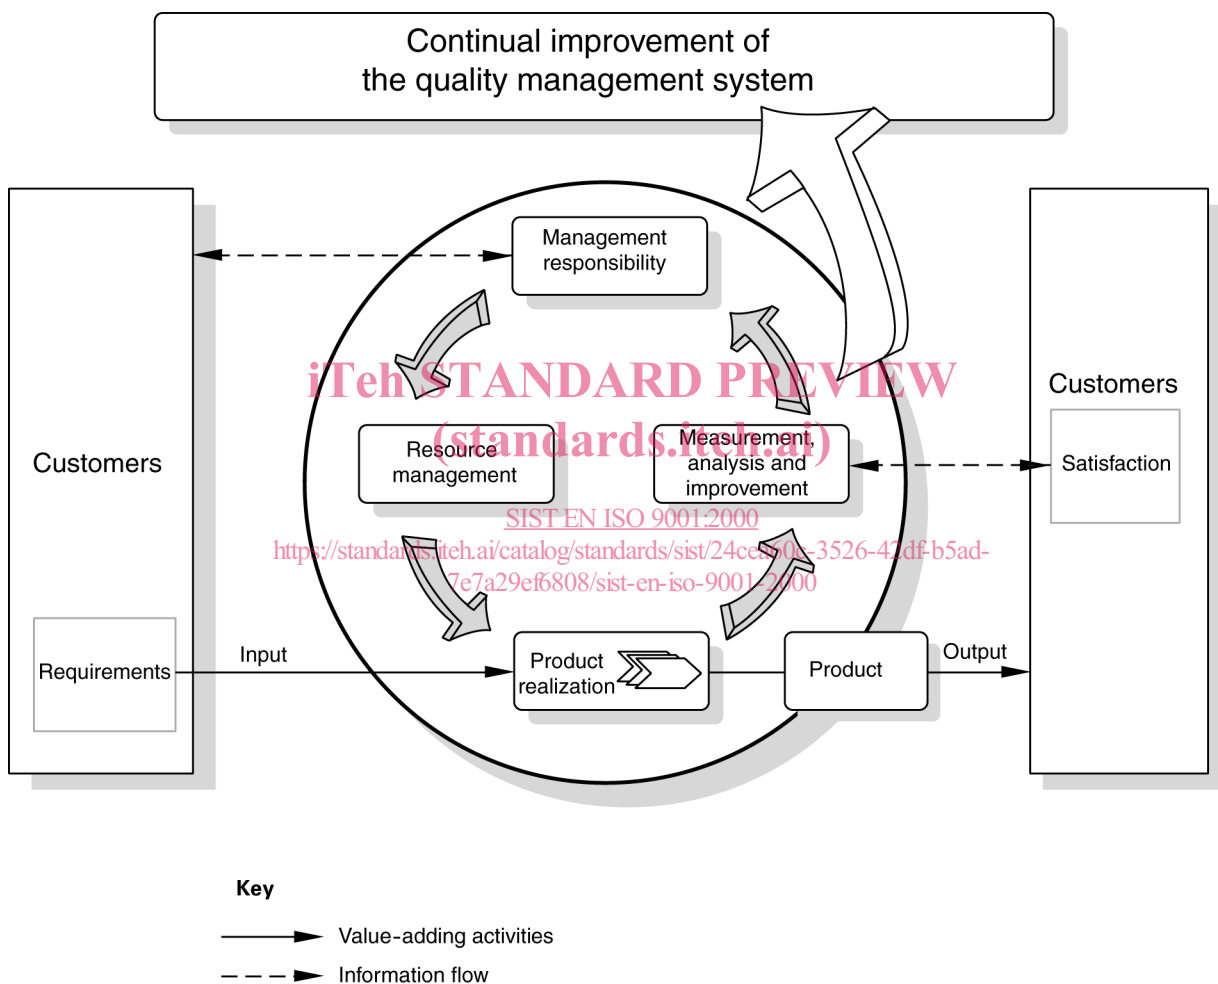 Continual improvement of
the quality management system
Management
responsibility
Customers
Customers
iTeh STANDARD PREVIEW
(standards.iteh.ai)
Resource
management
Measurement,
analysis and
improvement
Satisfaction
SIST EN ISO 9001:2000
https://standards.iteh.ai/catalog/standards/sist/24cea60c-3526-42df-b5ad-
7e7a29ef6808/sist-en-iso-9001-2000
Requirements
Input
Product
realization
Product
Output
Key
Value-adding activities
Information flow